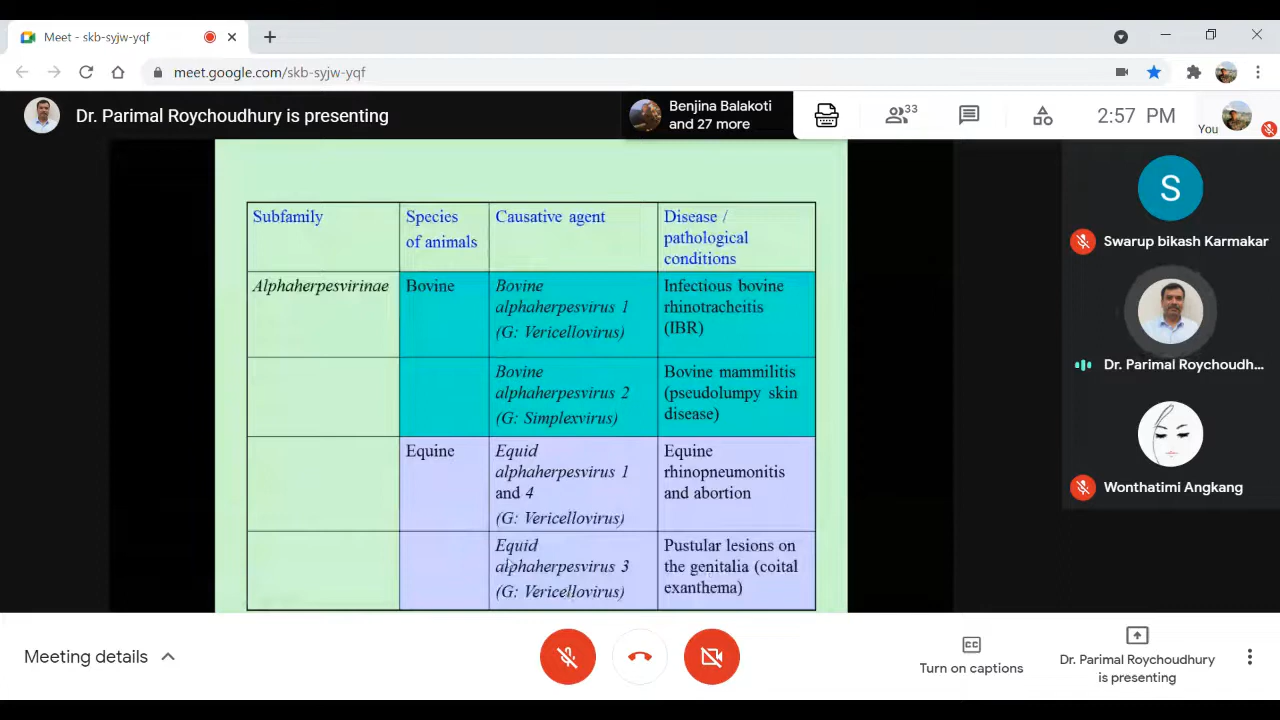 Meet - skb-syjw-yqf
meet.google.com/skb-syjw-yqf
Dr. Parimal Roychoudhury is presenting
Benjina Balakoti
and 27 more
33
2:57 PM
You
Subfamily
Species
of animals
Causative agent
Disease /
pathological
conditions
Alphaherpesvirinae
Bovine
Bovine
alphaherpesvirus 1
(G: Vericellovirus)
Infectious bovine
rhinotracheitis
(IBR)
Bovine
alphaherpesvirus 2
(G: Simplexvirus)
Bovine mammilitis
(pseudolumpy skin
disease)
Equine
Equid
alphaherpesvirus 1
and 4
(G: Vericellovirus)
Equine
rhinopneumonitis
and abortion
Equid
alphaherpesvirus 3
(G: Vericellovirus)
Pustular lesions on
the genitalia (coital
exanthema)
S
Swarup bikash Karmakar
Dr. Parimal Roychoudh...
Wonthatimi Angkang
Meeting details
CC
Turn on captions
Dr. Parimal Roychoudhury
is presenting